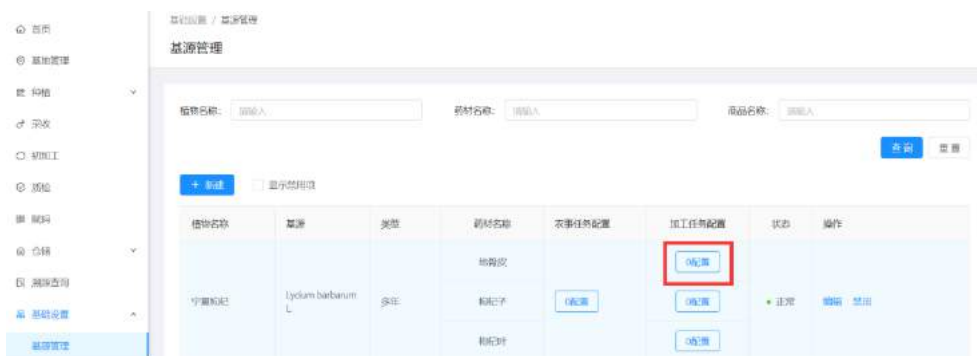 首页
基地管理
种植
采收
初加工
质检
赋码
仓储
溯源查询
基础设置
基源管理
基础设置 / 基源管理
基源管理
植物名称: 请输入
药材名称: 请输入
商品名称: 请输入
查询 重置
+ 新建 显示禁用项
植物名称 基源 类型 药材名称 农事任务配置 加工任务配置 状态 操作
地骨皮 0配置
宁夏枸杞 Lycium barbarum L. 多年 枸杞子 0配置 0配置 正常 编辑 禁用
枸杞叶 0配置